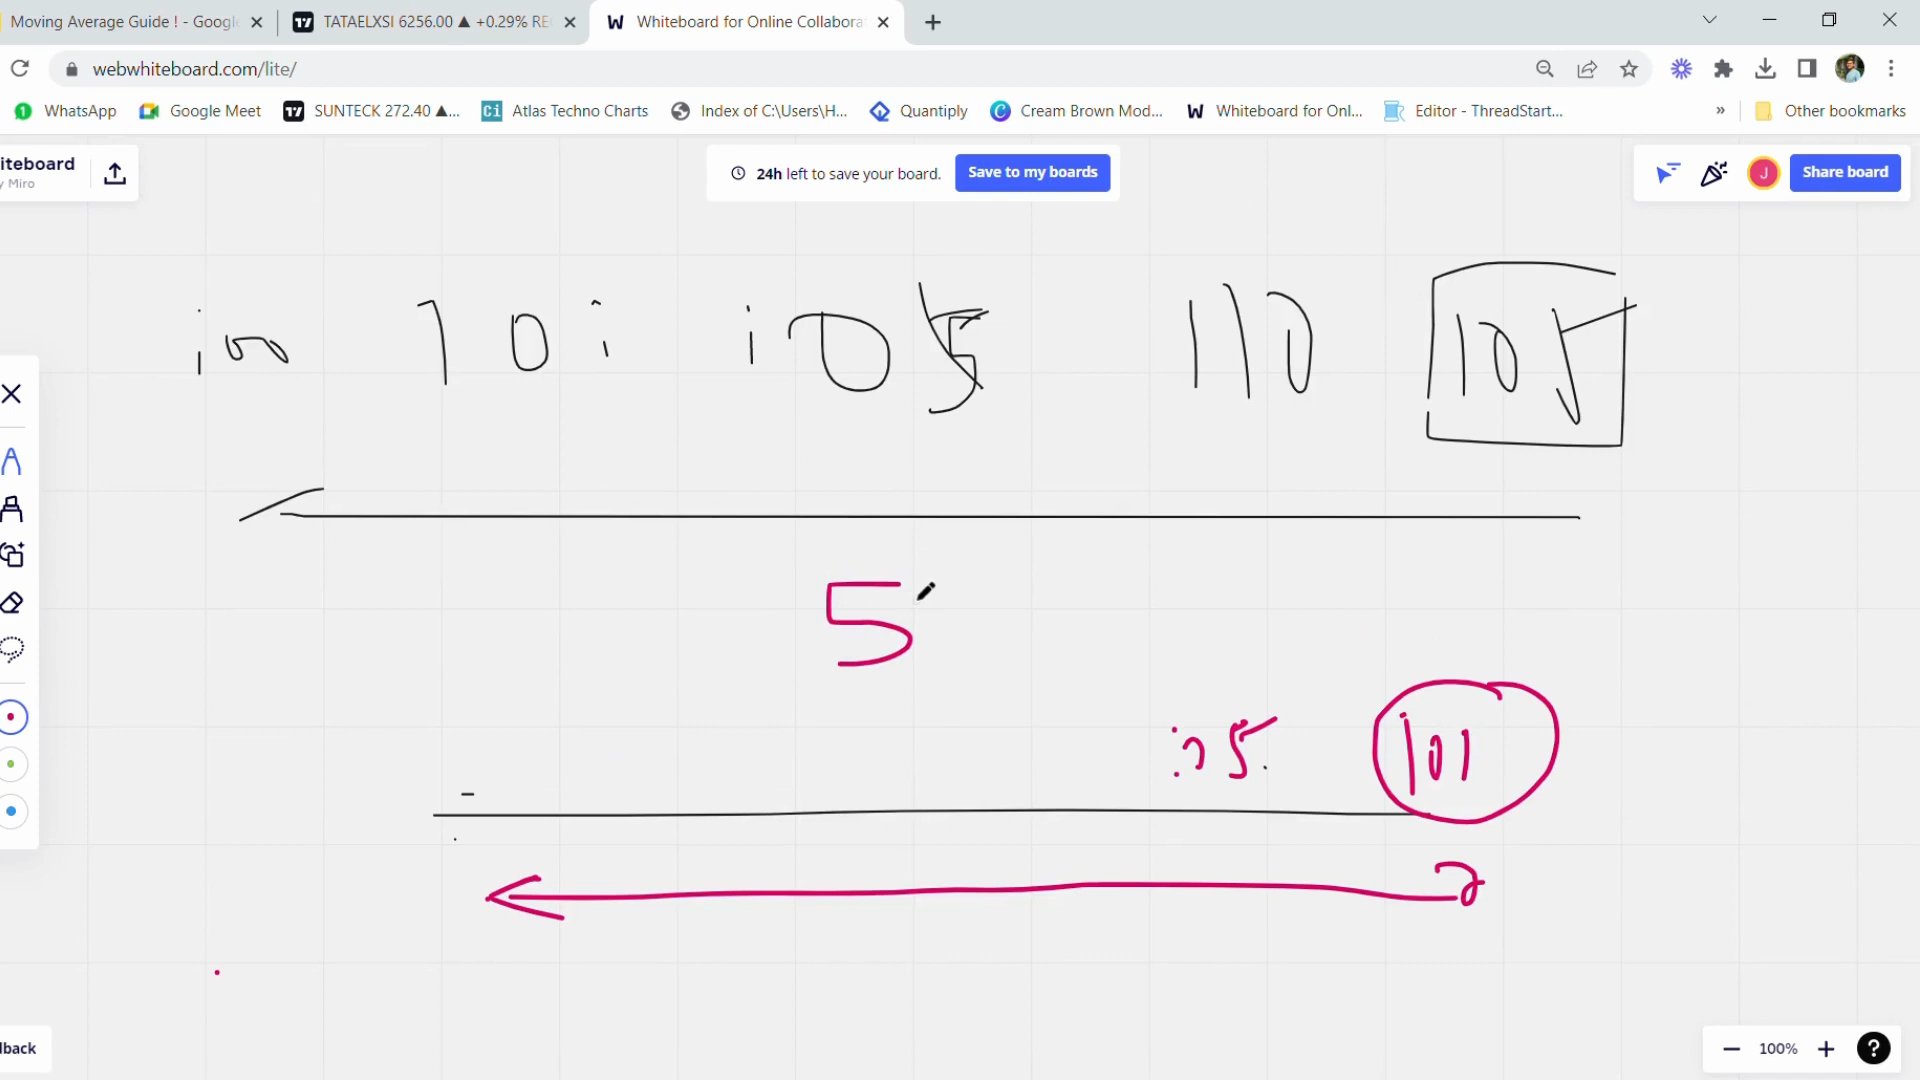 Moving Average Guide ! - Google
TATAELXSI 6256.00 ▲ +0.29% RE
Whiteboard for Online Collabora
webwhiteboard.com/lite/
WhatsApp
Google Meet
SUNTECK 272.40 ▲...
Atlas Techno Charts
Index of C:\Users\H...
Quantiply
Cream Brown Mod...
Whiteboard for Onl...
Editor - ThreadStart...
»
Other bookmarks
iteboard
y Miro
24h left to save your board.
Save to my boards
J
Share board
100 101 105 110 105
5
105 101
lback
100%